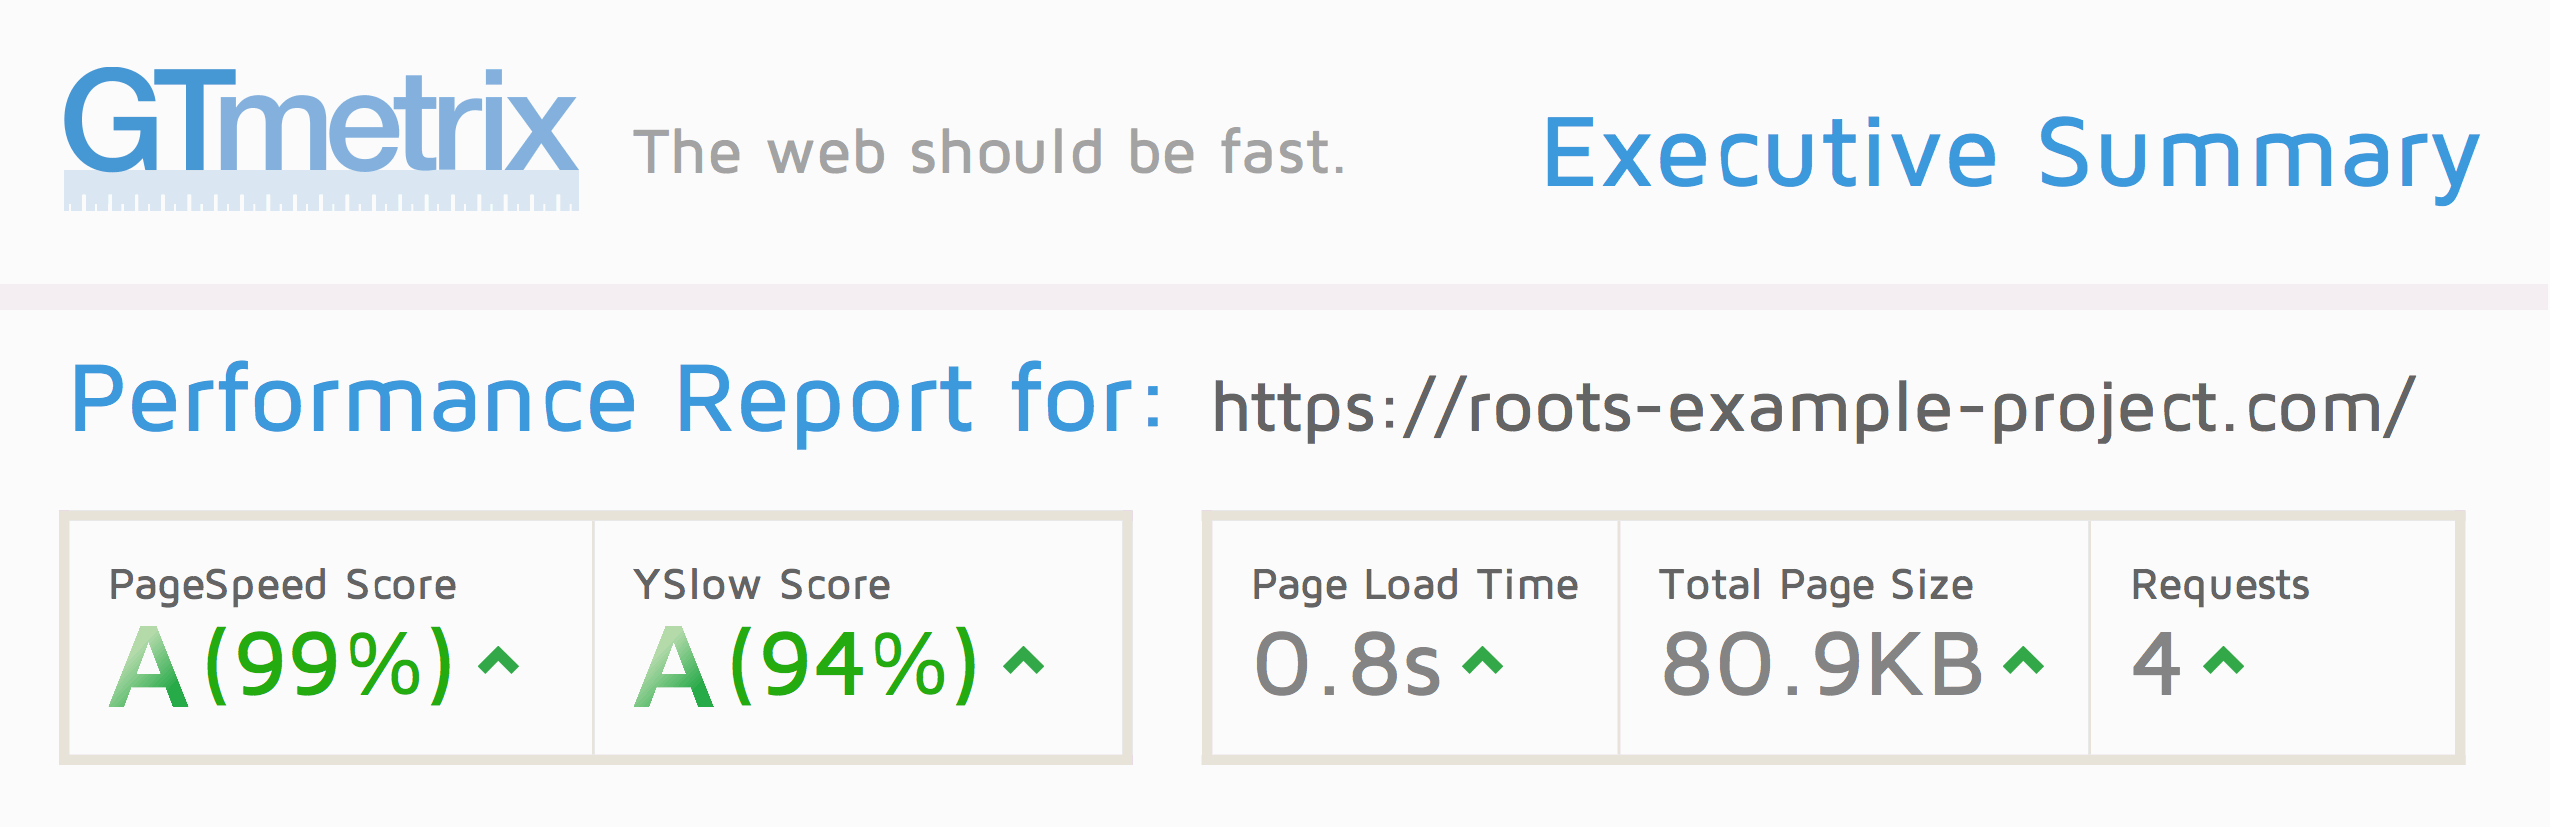 GTmetrix The web should be fast. Executive Summary
Performance Report for: https://roots-example-project.com/
PageSpeed Score YSlow Score Page Load Time Total Page Size Requests
A (99%) A (94%) 0.8s 80.9KB 4